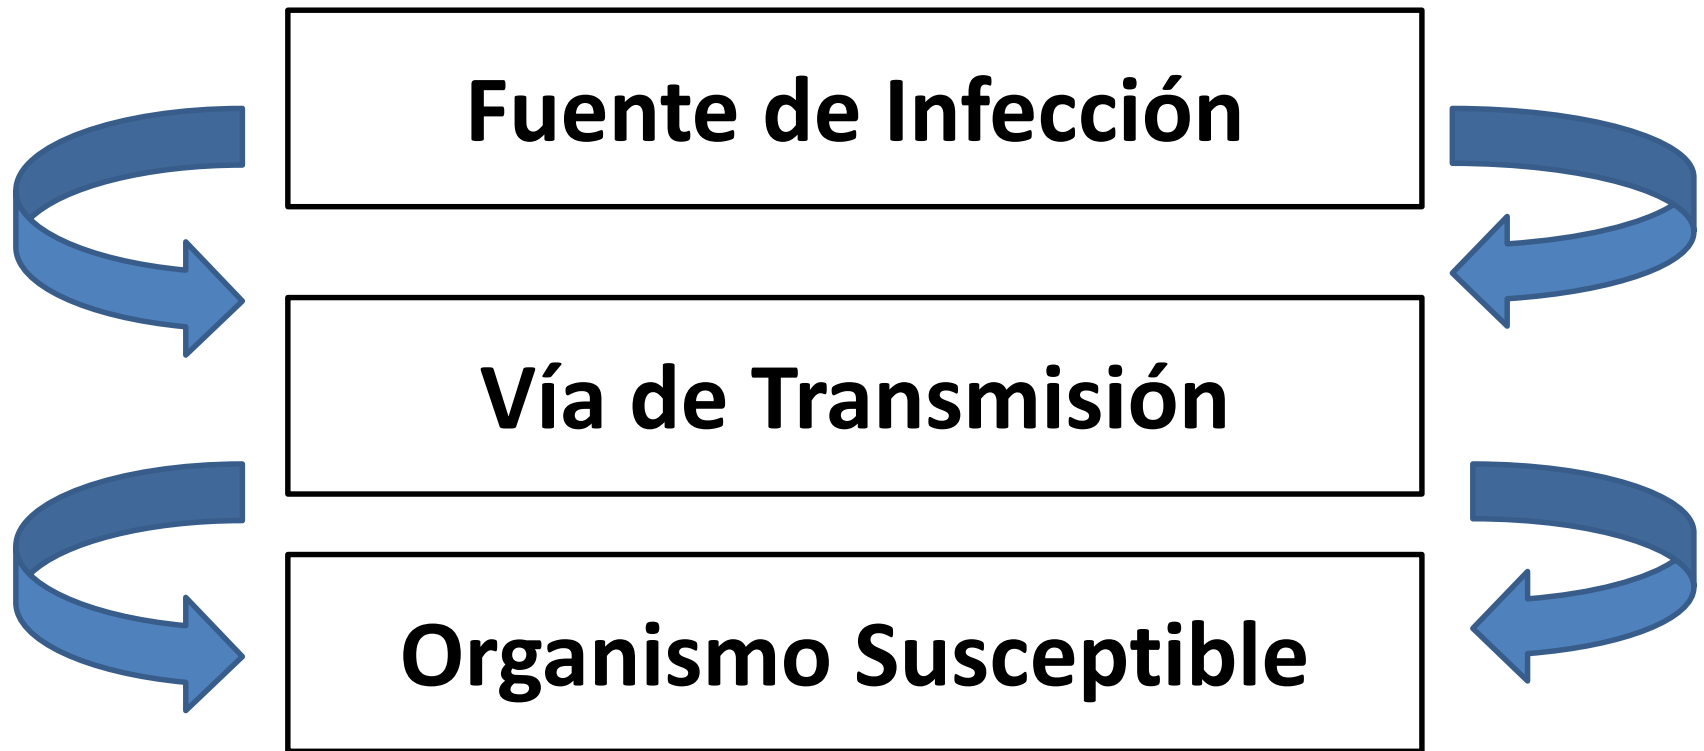 Fuente de Infección
Vía de Transmisión
Organismo Susceptible